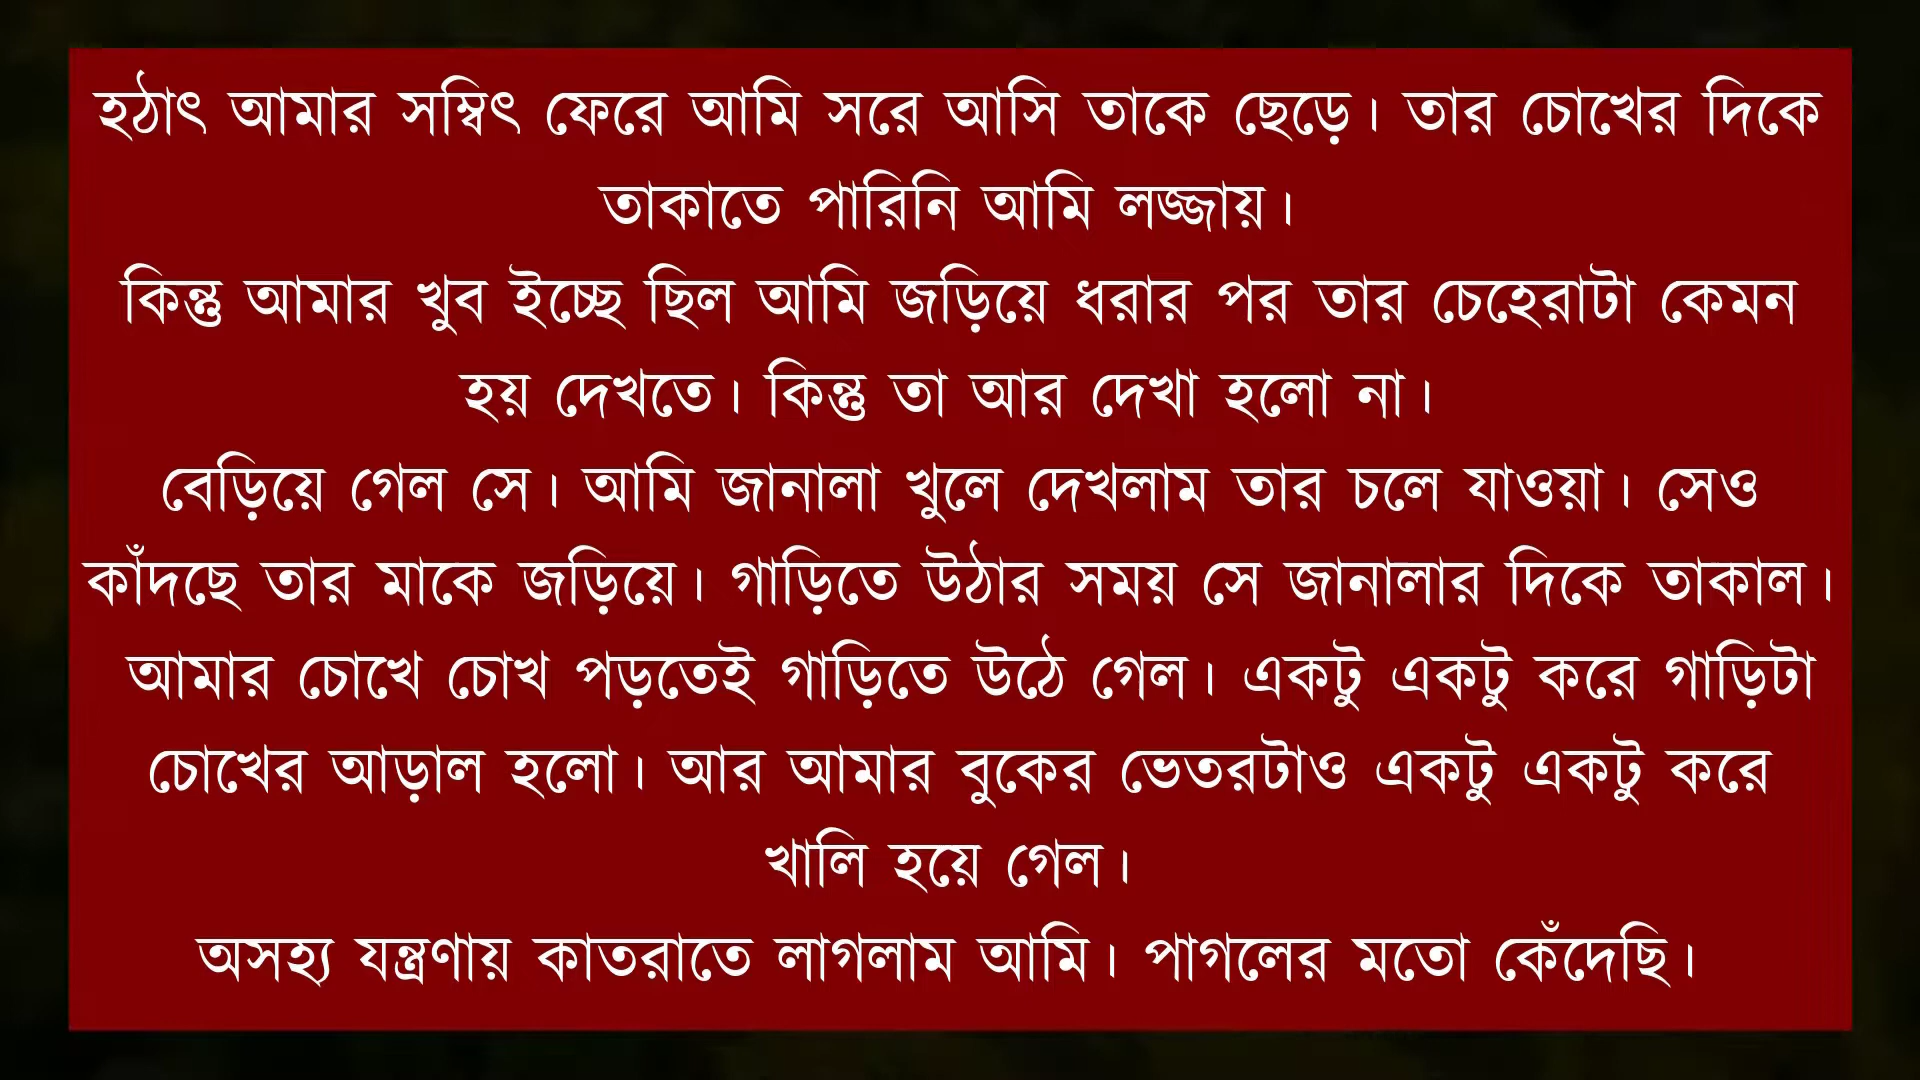 হঠাৎ আমার সম্বিৎ ফেরে আমি সরে আসি তাকে ছেড়ে। তার চোখের দিকে
তাকাতে পারিনি আমি লজ্জায়।
কিন্তু আমার খুব ইচ্ছে ছিল আমি জড়িয়ে ধরার পর তার চেহেরাটা কেমন
হয় দেখতে। কিন্তু তা আর দেখা হলো না।
বেড়িয়ে গেল সে। আমি জানালা খুলে দেখলাম তার চলে যাওয়া। সেও
কাঁদছে তার মাকে জড়িয়ে। গাড়িতে উঠার সময় সে জানালার দিকে তাকাল।
আমার চোখে চোখ পড়তেই গাড়িতে উঠে গেল। একটু একটু করে গাড়িটা
চোখের আড়াল হলো। আর আমার বুকের ভেতরটাও একটু একটু করে
খালি হয়ে গেল।
অসহ্য যন্ত্রণায় কাতরাতে লাগলাম আমি। পাগলের মতো কেঁদেছি।